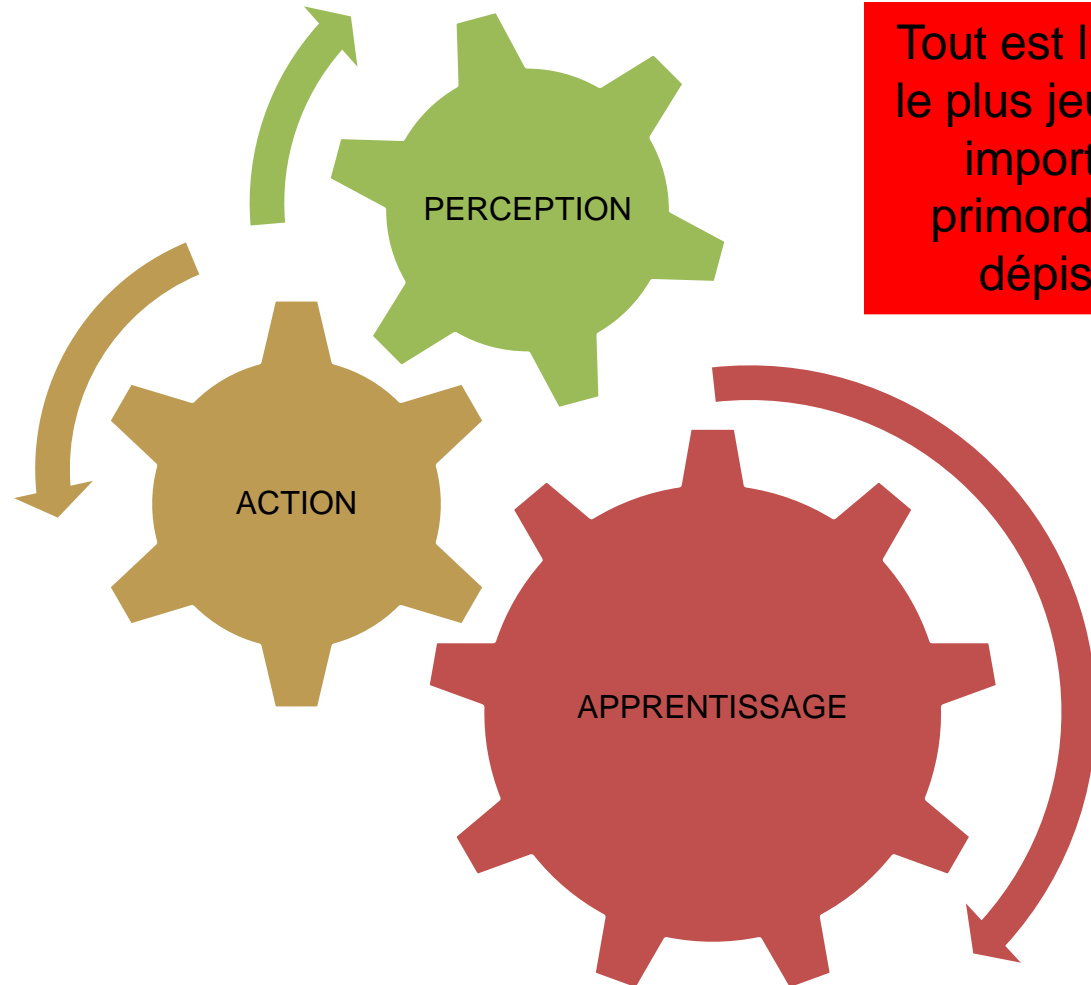 Tout est l
le plus jeu
import
primord
dépis
PERCEPTION
ACTION
APPRENTISSAGE